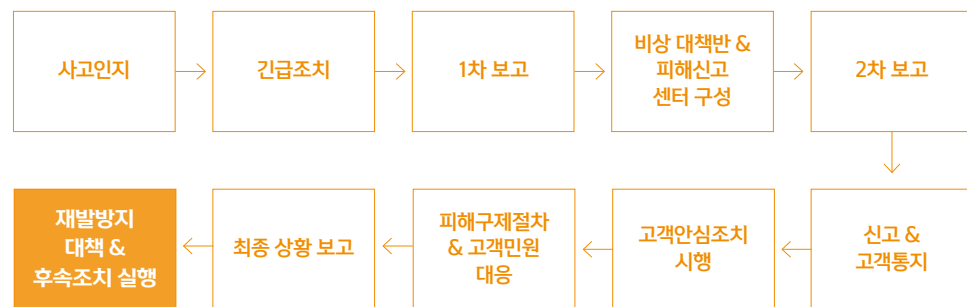 사고인지
긴급조치
1차 보고
비상 대책반 &
피해신고
센터 구성
2차 보고
신고 &
고객통지
고객안심조치
시행
피해구제절차
& 고객민원
대응
최종 상황 보고
재발방지
대책 &
후속조치 실행